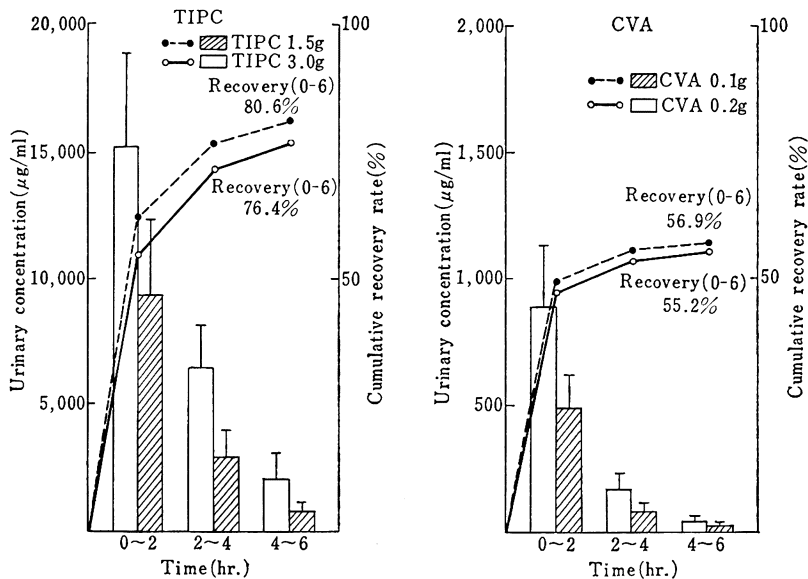 TIPC
20,000
15,000
10,000
5,000
Urinary concentration(μg/ml)
TIPC 1.5g
TIPC 3.0g
Recovery(0-6)
80.6%
Recovery(0-6)
76.4%
100
50
Cumulative recovery rate(%)
0~2 2~4 4~6
Time(hr.)
CVA
2,000
1,500
1,000
500
Urinary concentration(μg/ml)
CVA 0.1g
CVA 0.2g
Recovery(0-6)
56.9%
Recovery(0-6)
55.2%
100
50
Cumulative recovery rate(%)
0~2 2~4 4~6
Time(hr.)